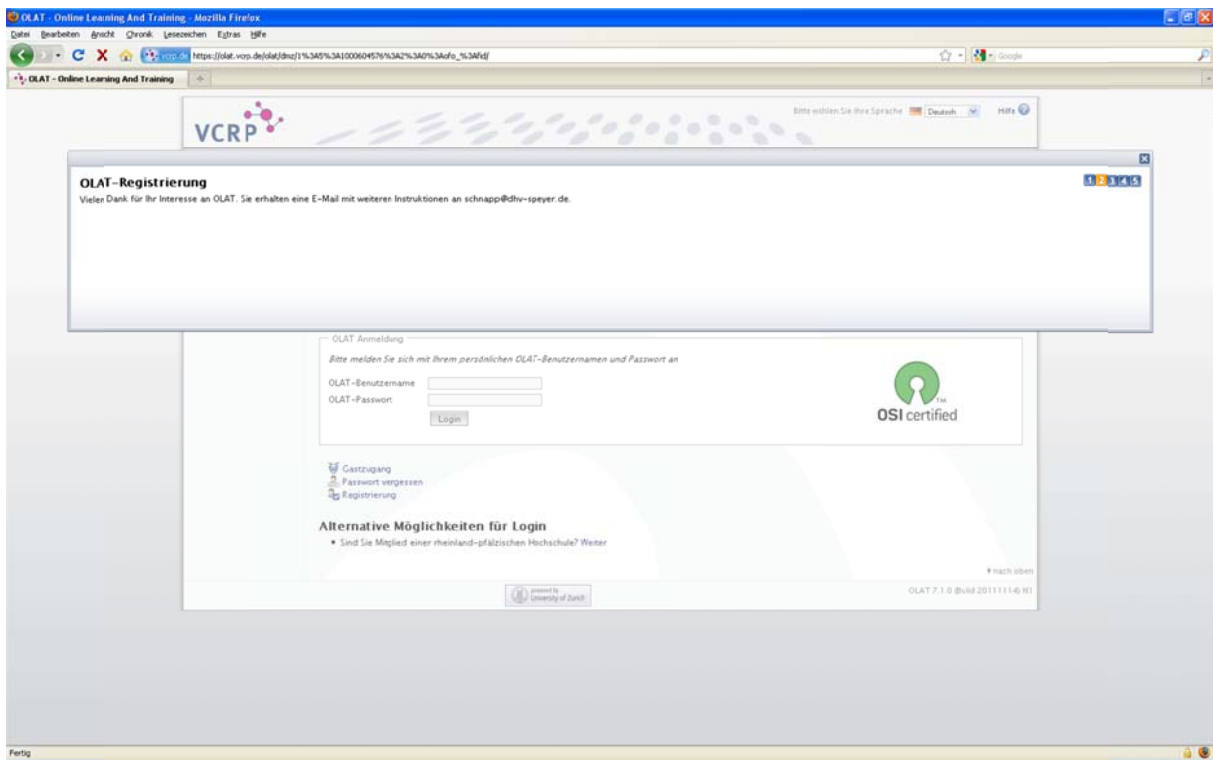 OLAT - Online Learning And Training - Mozilla Firefox
Datei Bearbeiten Ansicht Chronik Lesezeichen Extras Hilfe
vcrp.de https://olat.vcrp.de/olat/dmz/1%3A5%3A1000604576%3A2%3A0%3Aofo_%3Afid/
Google
OLAT - Online Learning And Training
VCRP
Bitte wählen Sie Ihre Sprache Deutsch Hilfe
OLAT-Registrierung
1 2 3 4 5
Vielen Dank für Ihr Interesse an OLAT. Sie erhalten eine E-Mail mit weiteren Instruktionen an schnapp@dhv-speyer.de.
OLAT Anmeldung
Bitte melden Sie sich mit Ihrem persönlichen OLAT-Benutzernamen und Passwort an
OLAT-Benutzername
OLAT-Passwort
Login
OSI certified
TM
Gastzugang
Passwort vergessen
Registrierung
Alternative Möglichkeiten für Login
• Sind Sie Mitglied einer rheinland-pfälzischen Hochschule? Weiter
nach oben
powered by
University of Zurich
OLAT 7.1.0 (Build 20111114) N1
Fertig